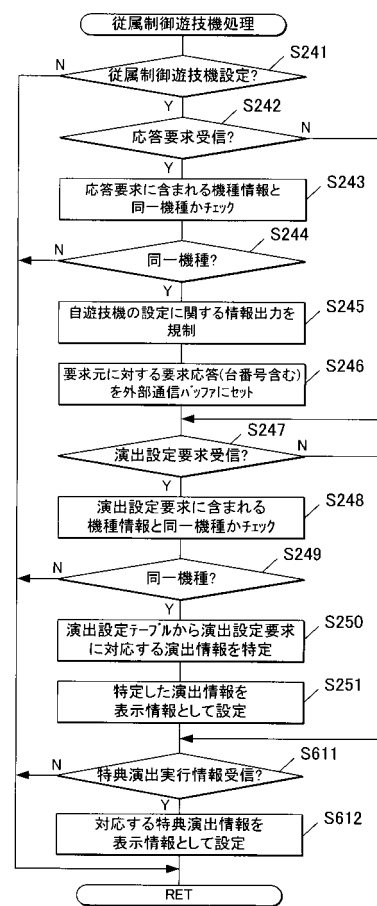 従属制御遊技機処理
S241
N
従属制御遊技機設定?
Y
S242
N
応答要求受信?
Y
S243
応答要求に含まれる機種情報と
同一機種かチェック
S244
N
同一機種?
Y
S245
自遊技機の設定に関する情報出力を
規制
S246
要求元に対する要求応答(台番号含む)
を外部通信バッファにセット
S247
N
演出設定要求受信?
Y
S248
演出設定要求に含まれる
機種情報と同一機種かチェック
S249
N
同一機種?
Y
S250
演出設定テーブルから演出設定要求
に対応する演出情報を特定
S251
特定した演出情報を
表示情報として設定
S611
N
特典演出実行情報受信?
Y
S612
対応する特典演出情報を
表示情報として設定
RET